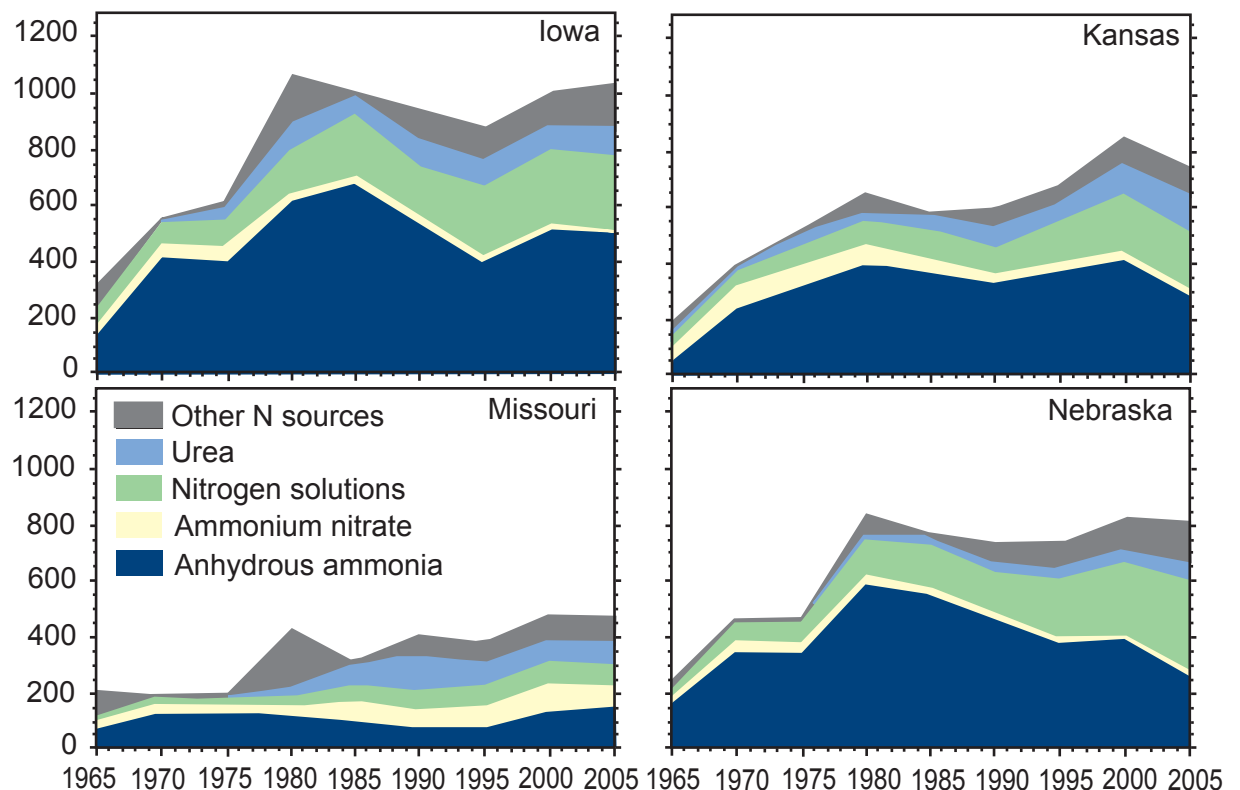 Iowa
Kansas
1200
1000
800
600
400
200
0
Missouri
Nebraska
1200
1000
800
600
400
200
0
Other N sources
Urea
Nitrogen solutions
Ammonium nitrate
Anhydrous ammonia
1965 1970 1975 1980 1985 1990 1995 2000 2005
1965 1970 1975 1980 1985 1990 1995 2000 2005